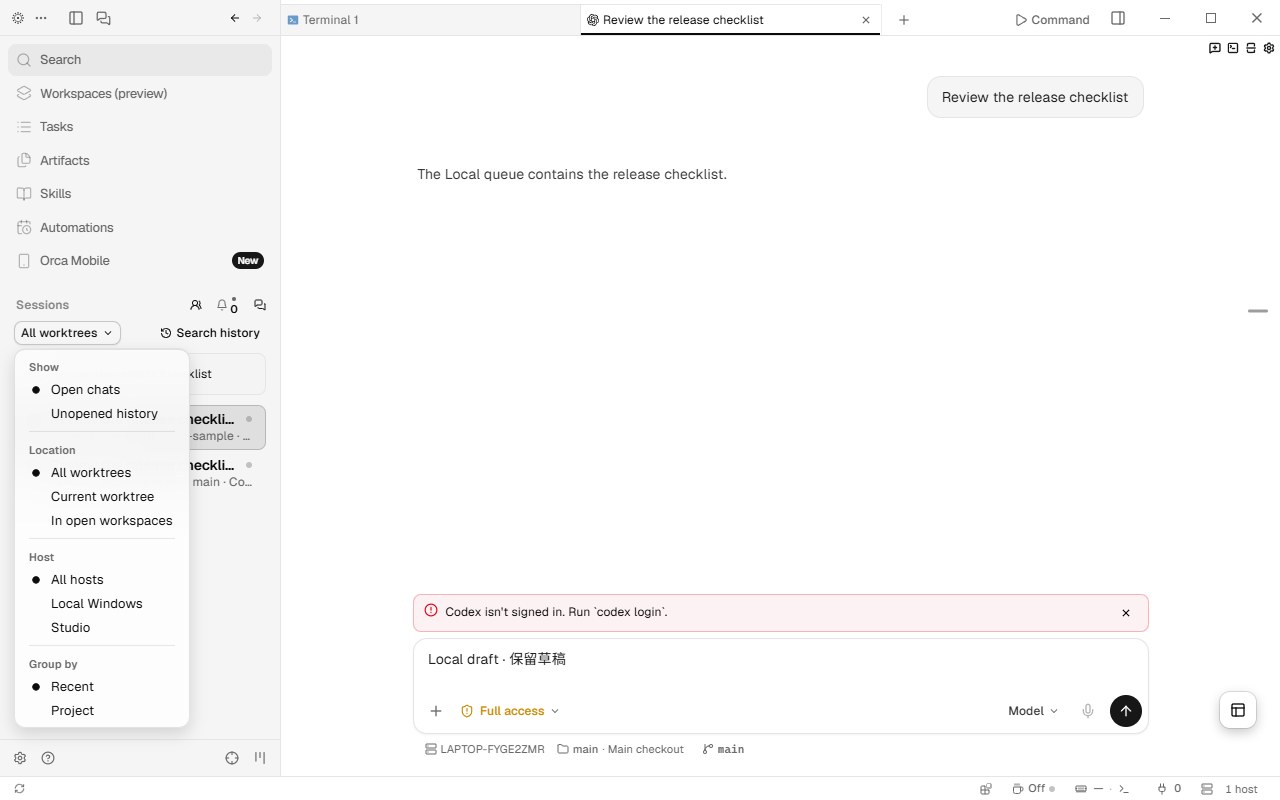 Terminal 1
Review the release checklist
Command
Search
Workspaces (preview)
Tasks
Artifacts
Skills
Automations
Orca Mobile
New
Sessions
0
All worktrees
Search history
Show
Open chats
Unopened history
Location
All worktrees
Current worktree
In open workspaces
Host
All hosts
Local Windows
Studio
Group by
Recent
Project
klist
heckli...
-sample · ...
heckli...
main · Co...
Review the release checklist
The Local queue contains the release checklist.
Codex isn't signed in. Run `codex login`.
Local draft · 保留草稿
Full access
Model
LAPTOP-FYGE2ZMR
main · Main checkout
main
Off
0
1 host